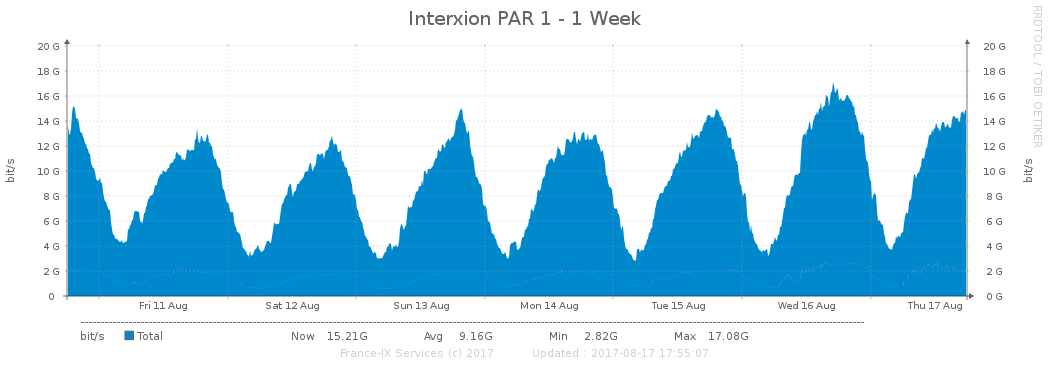 Interxion PAR 1 - 1 Week
RRDTOOL / TOBI OETIKER
bit/s
20 G 20 G
18 G 18 G
16 G 16 G
14 G 14 G
12 G 12 G
10 G 10 G
8 G 8 G
6 G 6 G
4 G 4 G
2 G 2 G
0 0 G
bit/s
Fri 11 Aug Sat 12 Aug Sun 13 Aug Mon 14 Aug Tue 15 Aug Wed 16 Aug Thu 17 Aug
bit/s Total Now 15.21G Avg 9.16G Min 2.82G Max 17.08G
France-IX Services (c) 2017 Updated : 2017-08-17 17:55:07